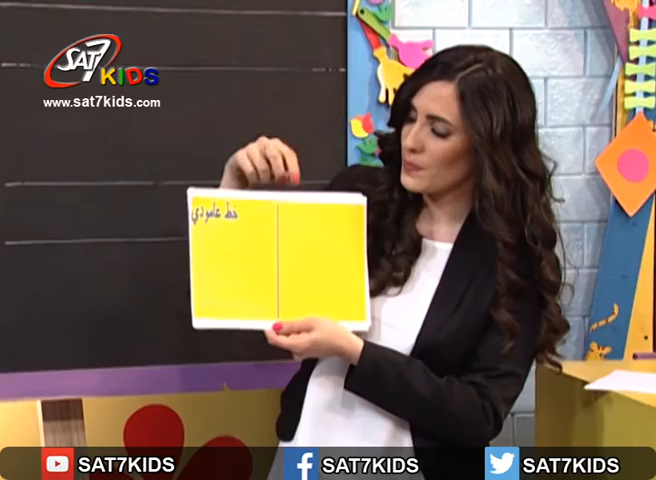 SAT7 KIDS
www.sat7kids.com
خط عامودي
SAT7KIDS SAT7KIDS SAT7KIDS